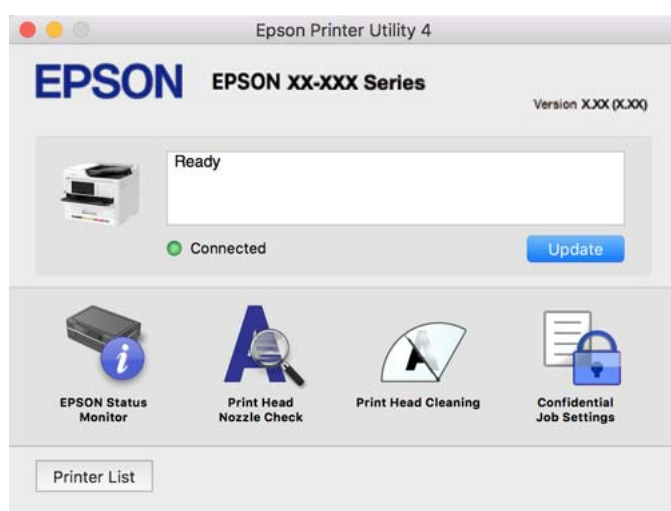 Epson Printer Utility 4
EPSON
EPSON XX-XXX Series
Version X.XX (X.XX)
Ready
Connected
Update
EPSON Status
Monitor
Print Head
Nozzle Check
Print Head Cleaning
Confidential
Job Settings
Printer List